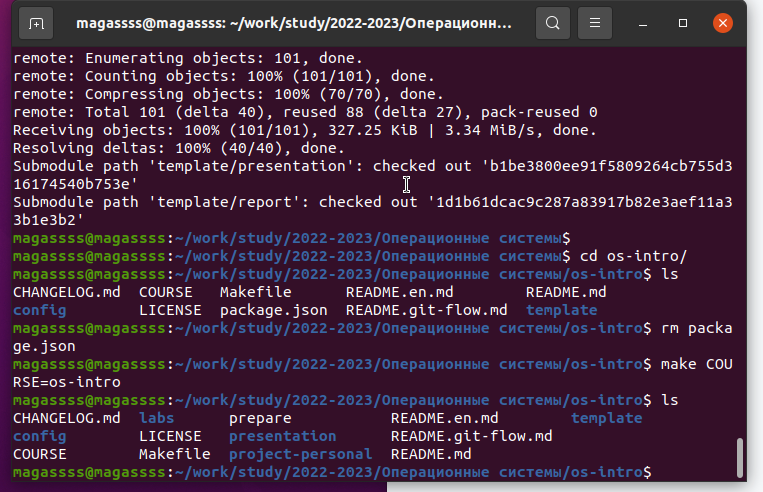 magassss@magassss: ~/work/study/2022-2023/Операционн...
remote: Enumerating objects: 101, done.
remote: Counting objects: 100% (101/101), done.
remote: Compressing objects: 100% (70/70), done.
remote: Total 101 (delta 40), reused 88 (delta 27), pack-reused 0
Receiving objects: 100% (101/101), 327.25 KiB | 3.34 MiB/s, done.
Resolving deltas: 100% (40/40), done.
Submodule path 'template/presentation': checked out 'b1be3800ee91f5809264cb755d3
16174540b753e'
Submodule path 'template/report': checked out '1d1b61dcac9c287a83917b82e3aef11a3
3b1e3b2'
magassss@magassss:~/work/study/2022-2023/Операционные системы$
magassss@magassss:~/work/study/2022-2023/Операционные системы$ cd os-intro/
magassss@magassss:~/work/study/2022-2023/Операционные системы/os-intro$ ls
CHANGELOG.md  COURSE   Makefile      README.en.md        README.md
config        LICENSE  package.json  README.git-flow.md  template
magassss@magassss:~/work/study/2022-2023/Операционные системы/os-intro$ rm packa
ge.json
magassss@magassss:~/work/study/2022-2023/Операционные системы/os-intro$ make COU
RSE=os-intro
magassss@magassss:~/work/study/2022-2023/Операционные системы/os-intro$ ls
CHANGELOG.md  labs      prepare           README.en.md        template
config        LICENSE   presentation      README.git-flow.md
COURSE        Makefile  project-personal  README.md
magassss@magassss:~/work/study/2022-2023/Операционные системы/os-intro$